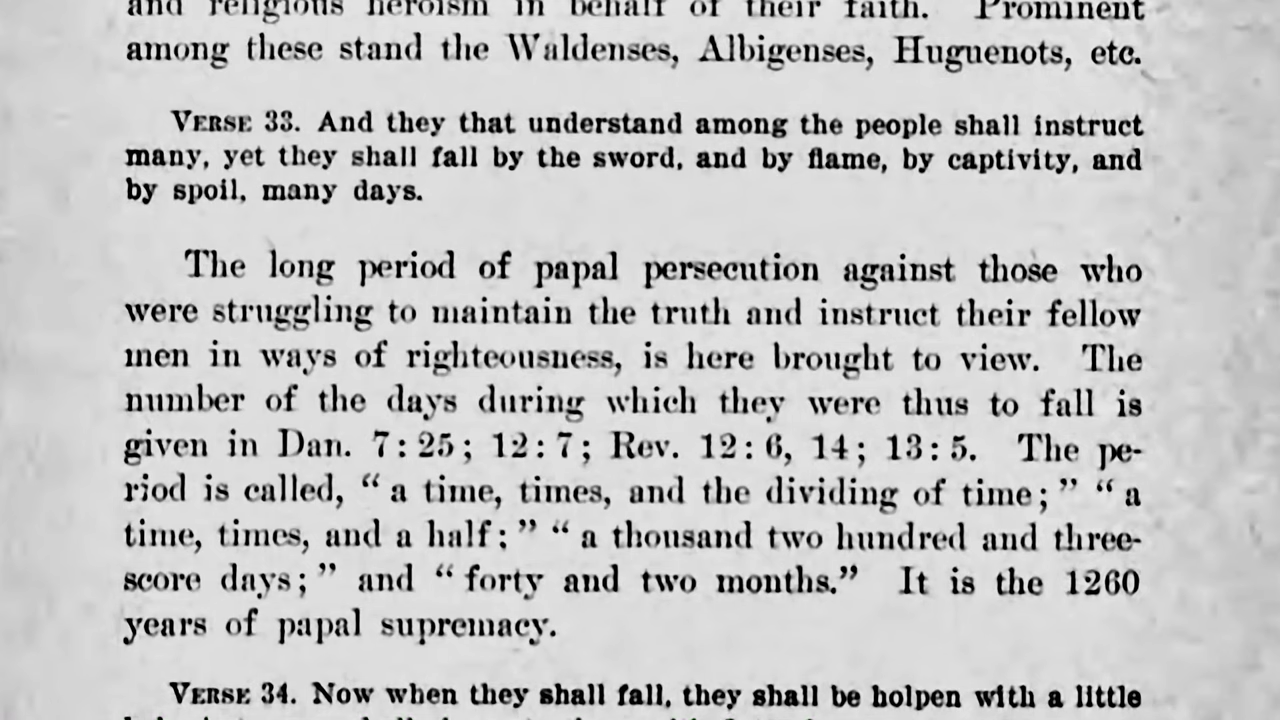 and religious heroism in behalf of their faith. Prominent
among these stand the Waldenses, Albigenses, Huguenots, etc.
VERSE 33. And they that understand among the people shall instruct
many, yet they shall fall by the sword, and by flame, by captivity, and
by spoil, many days.
The long period of papal persecution against those who
were struggling to maintain the truth and instruct their fellow
men in ways of righteousness, is here brought to view. The
number of the days during which they were thus to fall is
given in Dan. 7:25; 12:7; Rev. 12:6, 14; 13:5. The pe-
riod is called, “a time, times, and the dividing of time;” “a
time, times, and a half;” “a thousand two hundred and three-
score days;” and “forty and two months.” It is the 1260
years of papal supremacy.
VERSE 34. Now when they shall fall, they shall be holpen with a little